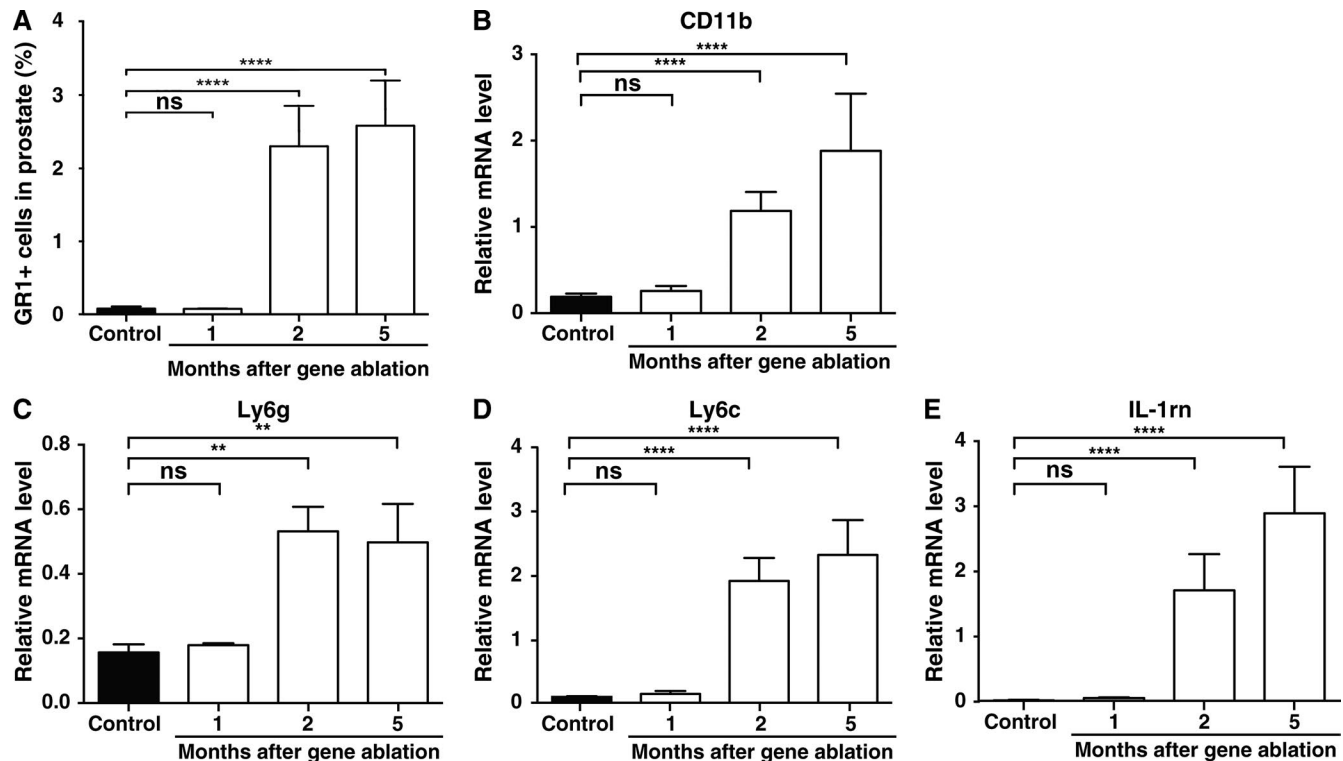 A
GR1+ cells in prostate (%)
4
3
2
1
0
****
****
ns
Control 1 2 5
Months after gene ablation
B
CD11b
Relative mRNA level
3
2
1
0
****
****
ns
Control 1 2 5
Months after gene ablation
C
Ly6g
Relative mRNA level
0.8
0.6
0.4
0.2
0.0
**
**
ns
Control 1 2 5
Months after gene ablation
D
Ly6c
Relative mRNA level
4
3
2
1
0
****
****
ns
Control 1 2 5
Months after gene ablation
E
IL-1rn
Relative mRNA level
4
3
2
1
0
****
****
ns
Control 1 2 5
Months after gene ablation